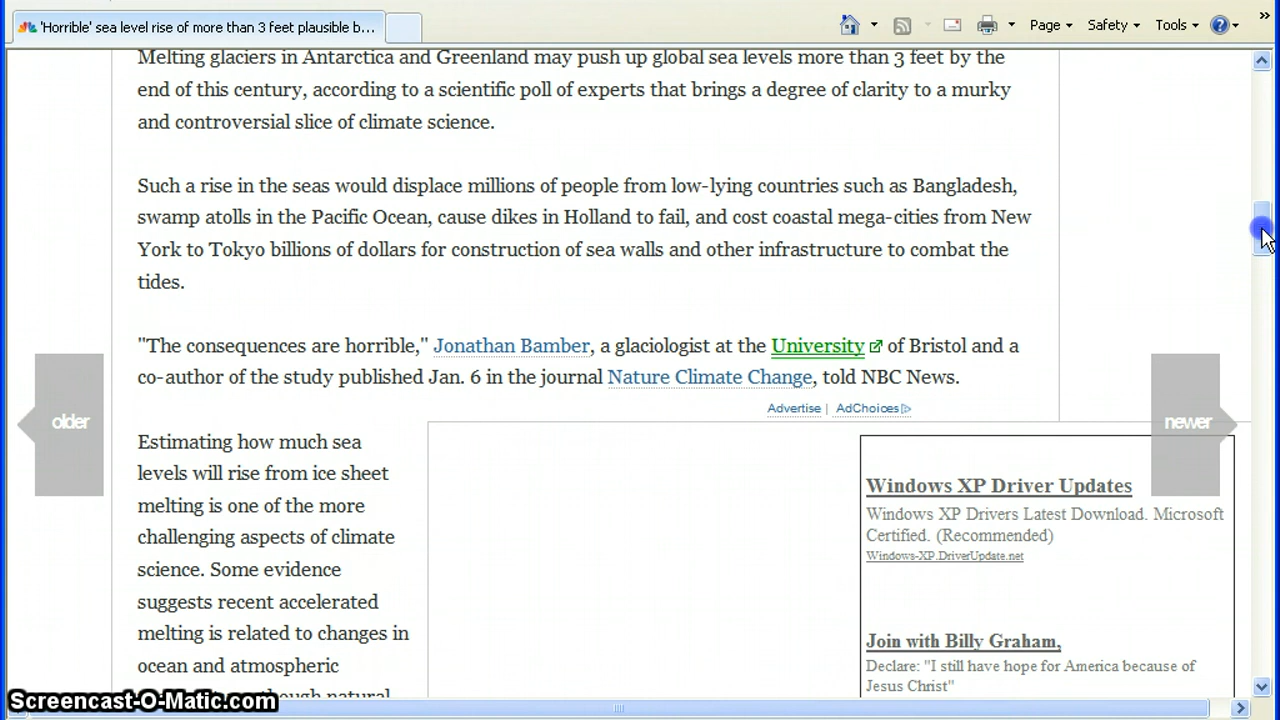 'Horrible' sea level rise of more than 3 feet plausible b...
Page
Safety
Tools
»
Melting glaciers in Antarctica and Greenland may push up global sea levels more than 3 feet by the
end of this century, according to a scientific poll of experts that brings a degree of clarity to a murky
and controversial slice of climate science.
Such a rise in the seas would displace millions of people from low-lying countries such as Bangladesh,
swamp atolls in the Pacific Ocean, cause dikes in Holland to fail, and cost coastal mega-cities from New
York to Tokyo billions of dollars for construction of sea walls and other infrastructure to combat the
tides.
"The consequences are horrible," Jonathan Bamber, a glaciologist at the University of Bristol and a
co-author of the study published Jan. 6 in the journal Nature Climate Change, told NBC News.
Advertise | AdChoices
older
newer
Estimating how much sea
levels will rise from ice sheet
melting is one of the more
challenging aspects of climate
science. Some evidence
suggests recent accelerated
melting is related to changes in
ocean and atmospheric
Windows XP Driver Updates
Windows XP Drivers Latest Download. Microsoft
Certified. (Recommended)
Windows-XP.DriverUpdate.net
Join with Billy Graham,
Declare: "I still have hope for America because of
Jesus Christ"
Screencast-O-Matic.com